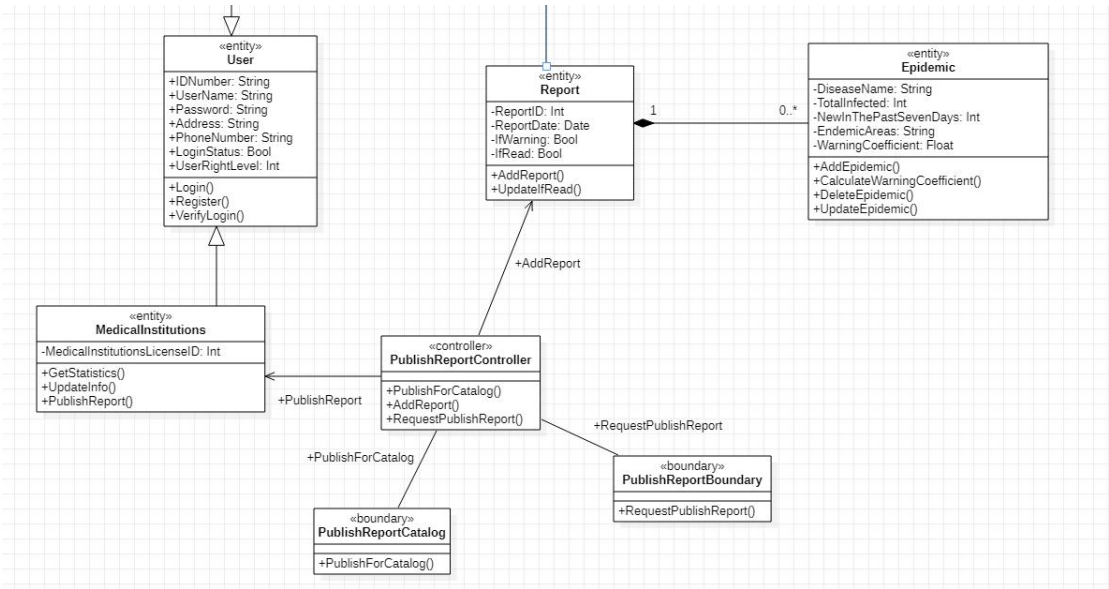 «entity»
User
+IDNumber: String
+UserName: String
+Password: String
+Address: String
+PhoneNumber: String
+LoginStatus: Bool
+UserRightLevel: Int
+Login()
+Register()
+VerifyLogin()
«entity»
Report
-ReportID: Int
-ReportDate: Date
-IfWarning: Bool
-IfRead: Bool
+AddReport()
+UpdateIfRead()
1
0..*
«entity»
Epidemic
-DiseaseName: String
-TotalInfected: Int
-NewInThePastSevenDays: Int
-EndemicAreas: String
-WarningCoefficient: Float
+AddEpidemic()
+CalculateWarningCoefficient()
+DeleteEpidemic()
+UpdateEpidemic()
+AddReport
«entity»
MedicalInstitutions
-MedicalInstitutionsLicenseID: Int
+GetStatistics()
+UpdateInfo()
+PublishReport()
+PublishReport
«controller»
PublishReportController
+PublishForCatalog()
+AddReport()
+RequestPublishReport()
+RequestPublishReport
+PublishForCatalog
«boundary»
PublishReportBoundary
+RequestPublishReport()
«boundary»
PublishReportCatalog
+PublishForCatalog()